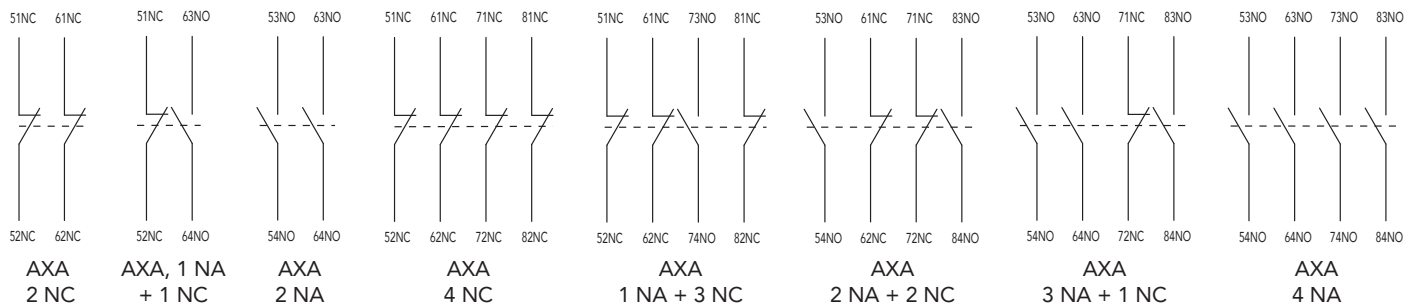 51NC 61NC
52NC 62NC
AXA
2 NC
51NC 63NO
52NC 64NO
AXA, 1 NA
+ 1 NC
53NO 63NO
54NO 64NO
AXA
2 NA
51NC 61NC 71NC 81NC
52NC 62NC 72NC 82NC
AXA
4 NC
51NC 61NC 73NO 81NC
52NC 62NC 74NO 82NC
AXA
1 NA + 3 NC
53NO 61NC 71NC 83NO
54NO 62NC 72NC 84NO
AXA
2 NA + 2 NC
53NO 63NO 71NC 83NO
54NO 64NO 72NC 84NO
AXA
3 NA + 1 NC
53NO 63NO 73NO 83NO
54NO 64NO 74NO 84NO
AXA
4 NA